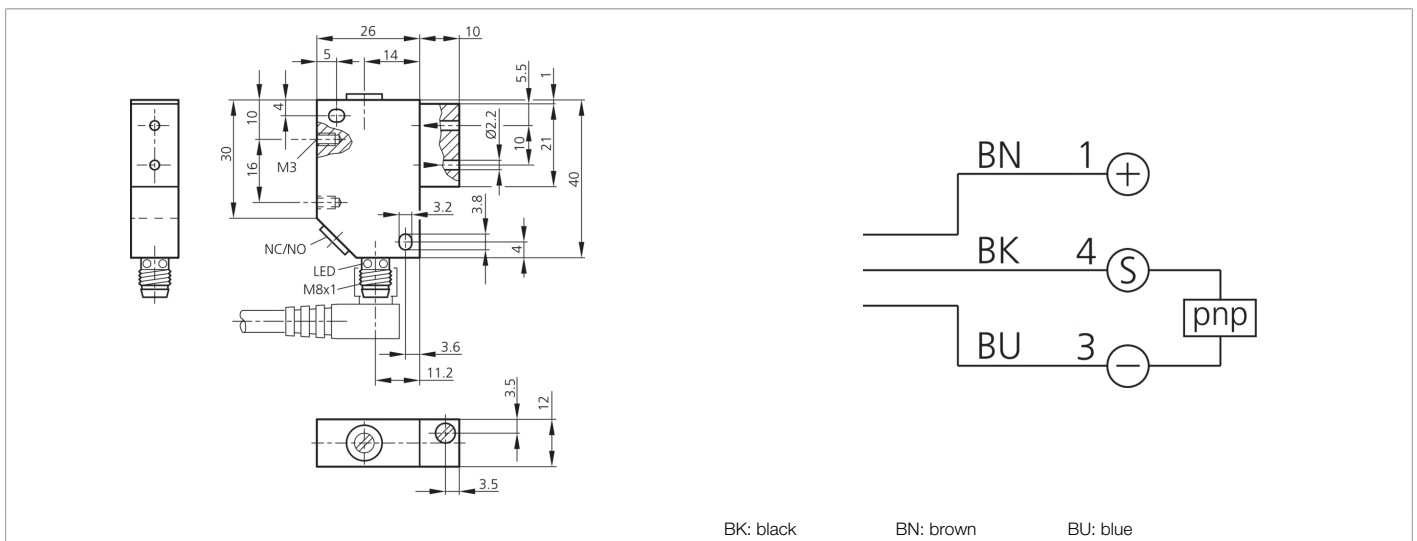 26
10
5
14
5.5
1
4
10
30
16
M3
Ø2.2
10
21
40
3.2
3.8
4
NC/NO
LED
M8x1
3.6
11.2
3.5
12
3.5
BN 1 +
BK 4 S
pnp
BU 3 −
BK: black BN: brown BU: blue